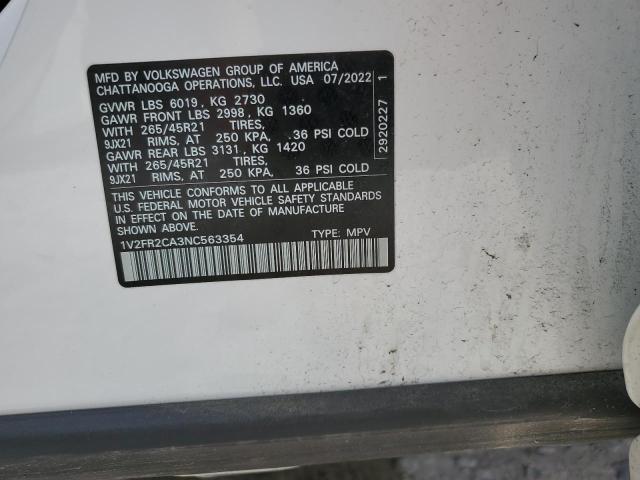 MFD BY VOLKSWAGEN GROUP OF AMERICA
CHATTANOOGA OPERATIONS, LLC. USA 07/2022
GVWR LBS 6019, KG 2730
GAWR FRONT LBS 2998, KG 1360
WITH 265/45R21 TIRES,
9JX21 RIMS, AT 250 KPA, 36 PSI COLD
GAWR REAR LBS 3131, KG 1420
WITH 265/45R21 TIRES,
9JX21 RIMS, AT 250 KPA, 36 PSI COLD
THIS VEHICLE CONFORMS TO ALL APPLICABLE
U.S. FEDERAL MOTOR VEHICLE SAFETY STANDARDS
IN EFFECT ON THE DATE OF MANUFACTURE
SHOWN ABOVE.
1V2FR2CA3NC563354 TYPE: MPV
2920227 1